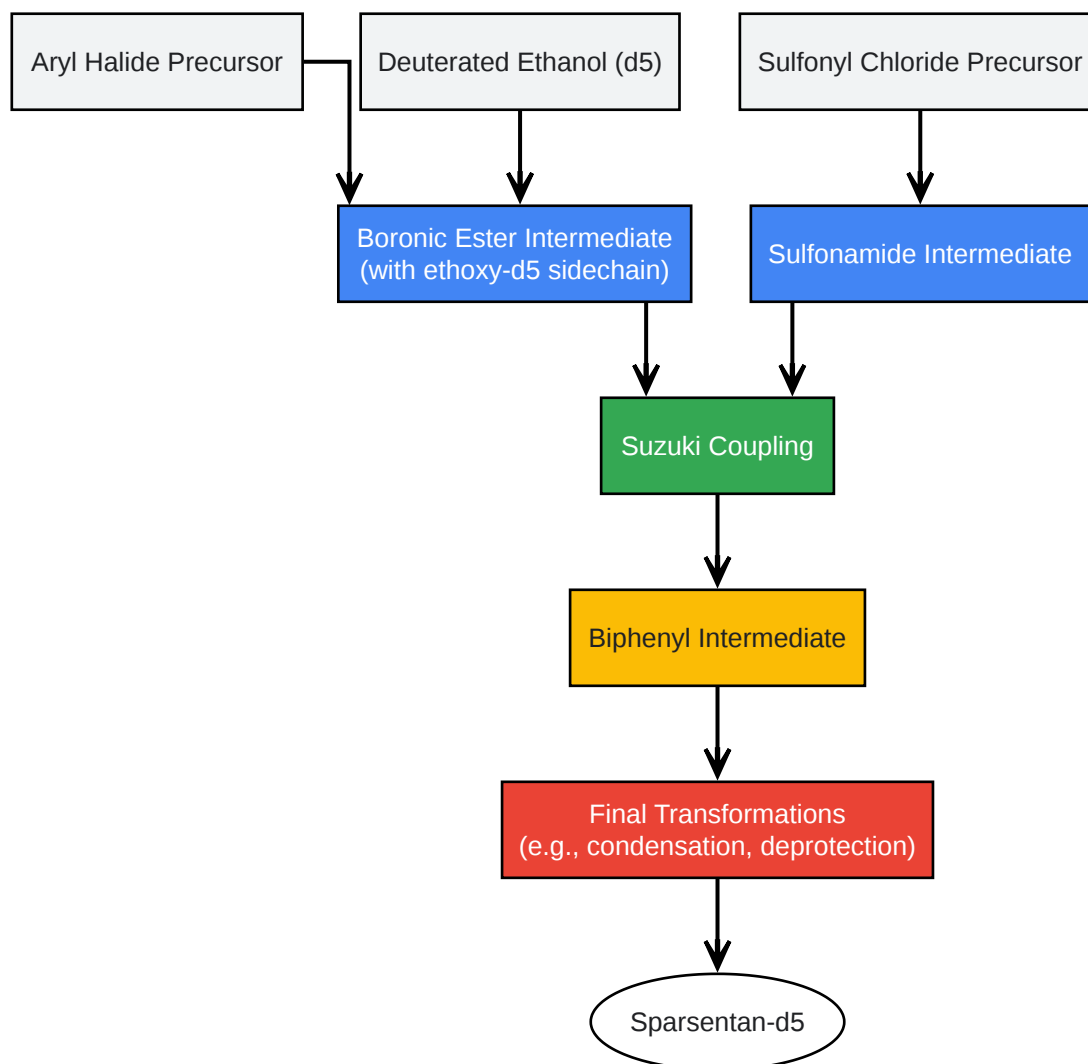 Aryl Halide Precursor
Deuterated Ethanol (d5)
Sulfonyl Chloride Precursor
Boronic Ester Intermediate
(with ethoxy-d5 sidechain)
Sulfonamide Intermediate
Suzuki Coupling
Biphenyl Intermediate
Final Transformations
(e.g., condensation, deprotection)
Sparsentan-d5